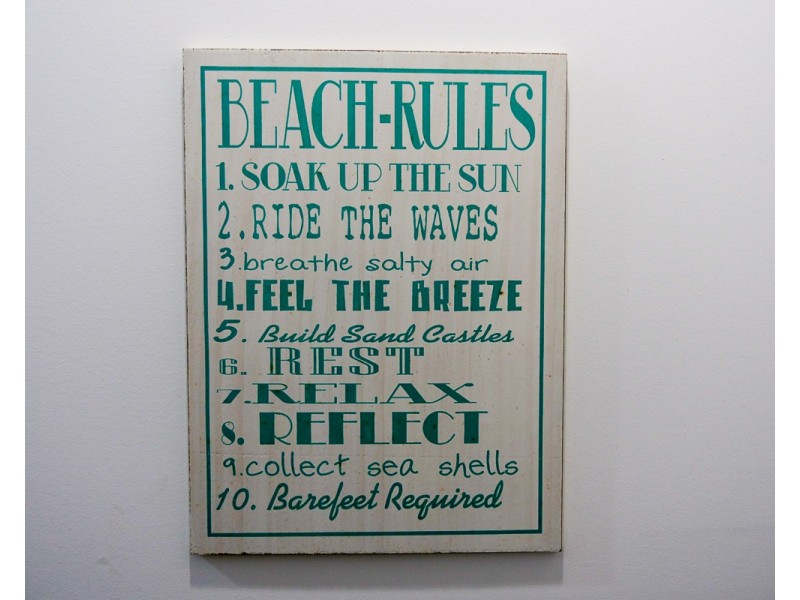 BEACH-RULES
1. SOAK UP THE SUN
2. RIDE THE WAVES
3. breathe salty air
4. FEEL THE BREEZE
5. Build Sand Castles
6. REST
7. RELAX
8. REFLECT
9. collect sea shells
10. Barefeet Required